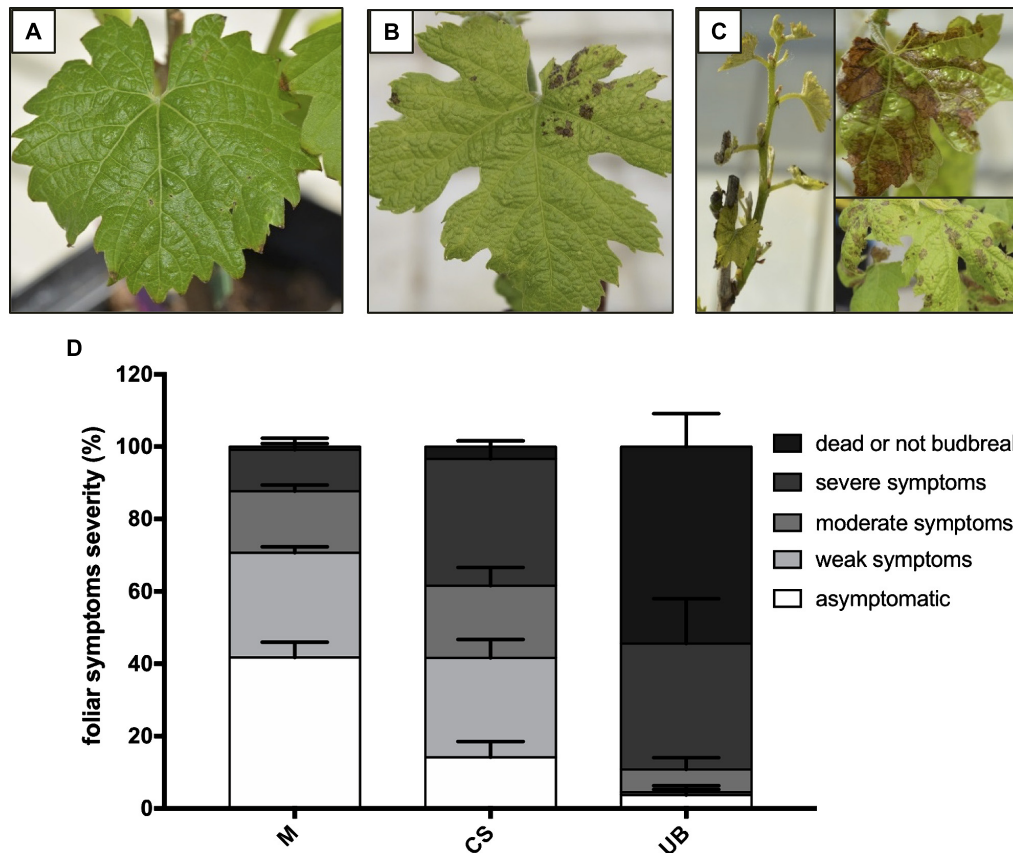 A
B
C
D
foliar symptoms severity (%)
120
100
80
60
40
20
0
M
CS
UB
dead or not budbreal
severe symptoms
moderate symptoms
weak symptoms
asymptomatic